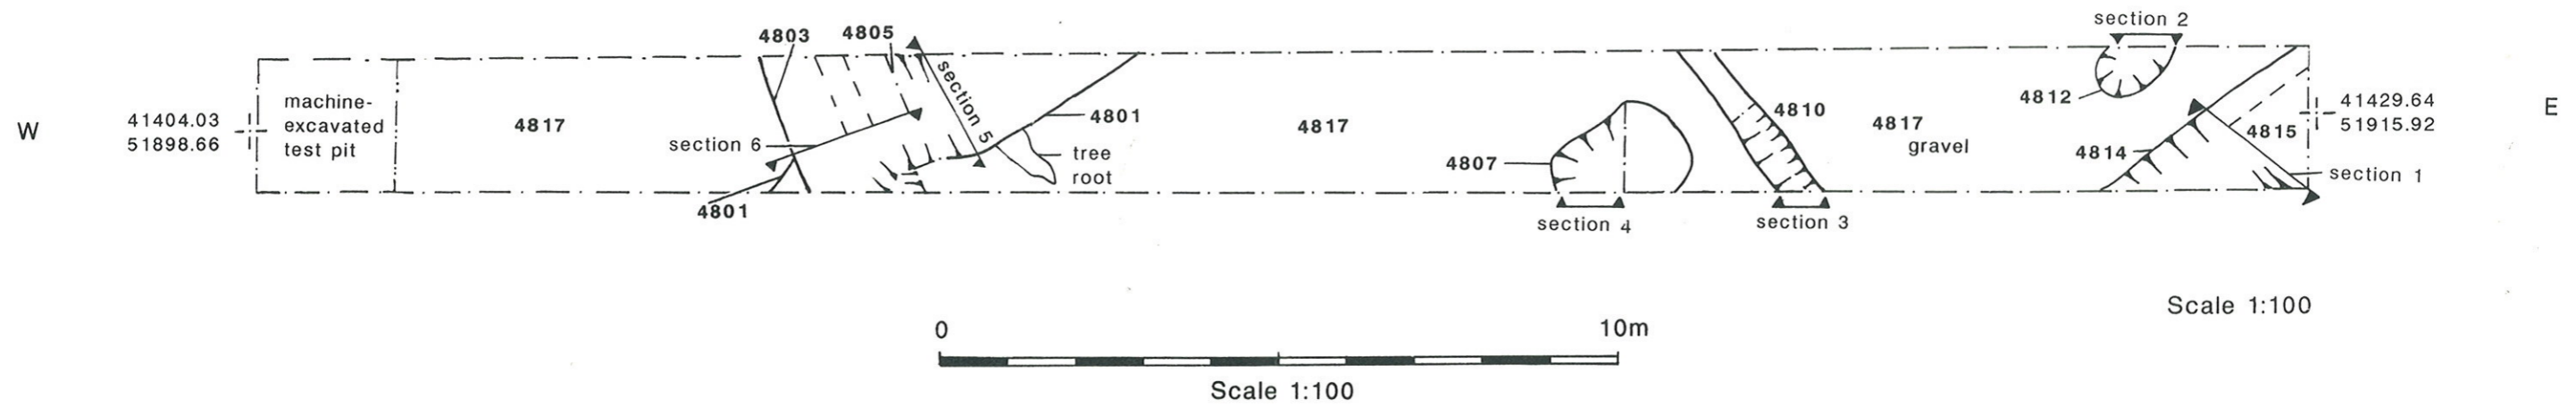 W
41404.03
51898.66
machine-
excavated
test pit
4817
4803
4805
section 6
4801
section 5
4801
tree
root
4817
4807
section 4
4810
section 3
4817
gravel
section 2
4812
4814
4815
section 1
41429.64
51915.92
E
Scale 1:100
0
10m
Scale 1:100